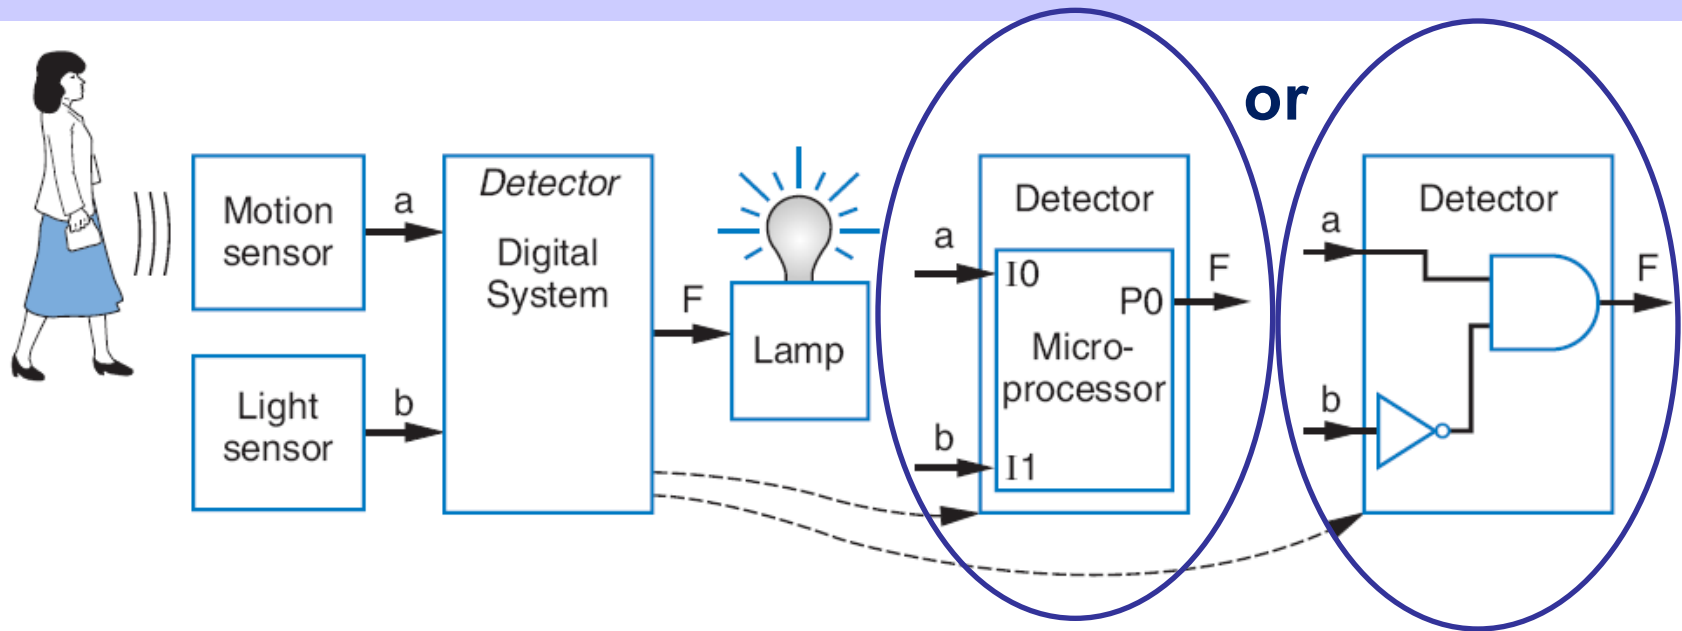 Motion
sensor
a
Light
sensor
b
Detector
Digital
System
F
Lamp
or
Detector
a
I0
P0
F
Micro-
processor
b
I1
Detector
a
F
b